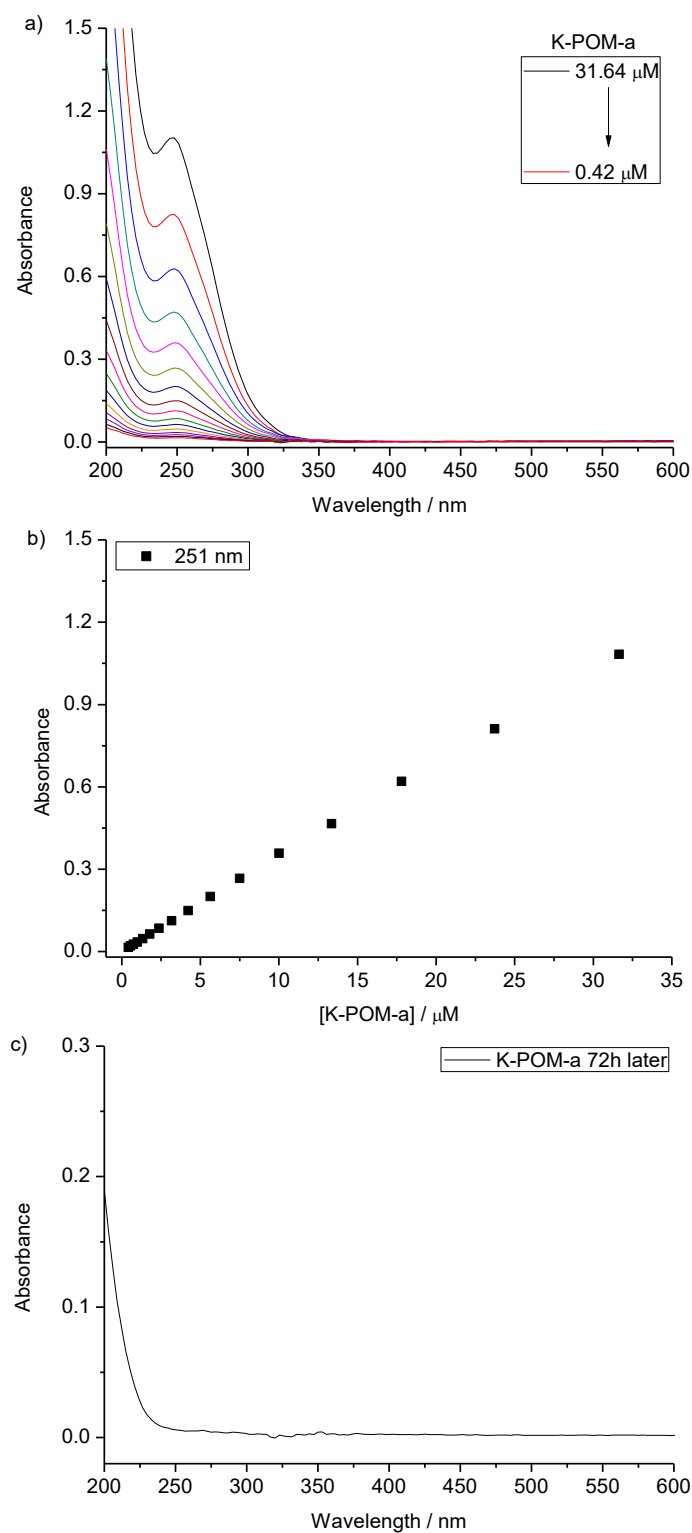 a)
1.5
1.2
0.9
0.6
0.3
0.0
Absorbance
K-POM-a
31.64 μM
0.42 μM
200 250 300 350 400 450 500 550 600
Wavelength / nm
b)
1.5
1.2
0.9
0.6
0.3
0.0
Absorbance
251 nm
0 5 10 15 20 25 30 35
[K-POM-a] / μM
c)
0.3
0.2
0.1
0.0
Absorbance
K-POM-a 72h later
200 250 300 350 400 450 500 550 600
Wavelength / nm